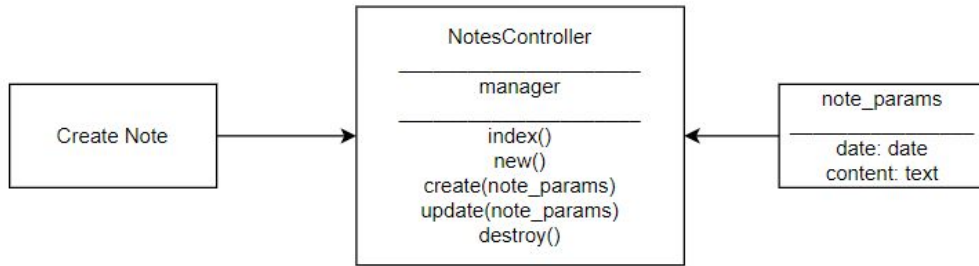 Create Note
NotesController
manager
index()
new()
create(note_params)
update(note_params)
destroy()
note_params
date: date
content: text